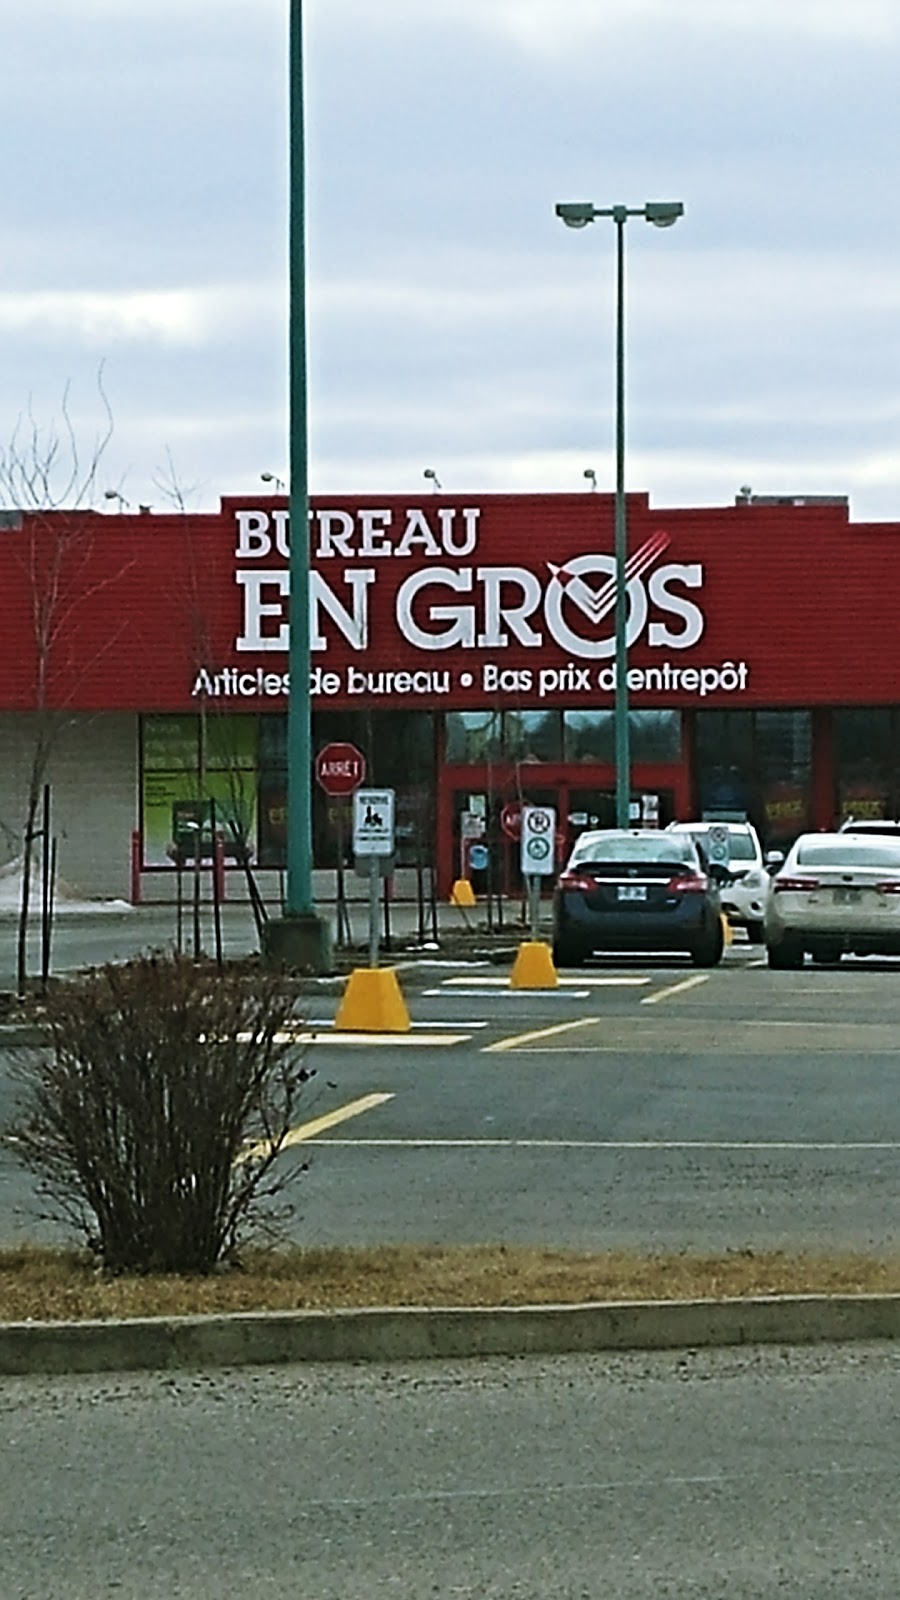 BUREAU
EN GROS
Articles de bureau • Bas prix d'entrepôt
ARRÊT